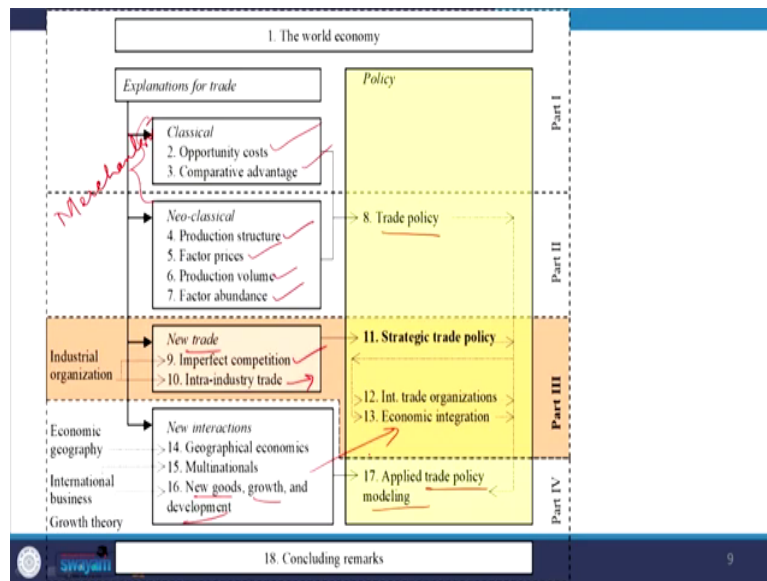 1. The world economy
Explanations for trade
Policy
Part I
Classical
2. Opportunity costs
3. Comparative advantage
Neo-classical
4. Production structure
5. Factor prices
6. Production volume
7. Factor abundance
8. Trade policy
Part II
Industrial
organization
New trade
9. Imperfect competition
10. Intra-industry trade
11. Strategic trade policy
12. Int. trade organizations
13. Economic integration
Part III
Economic
geography
International
business
Growth theory
New interactions
14. Geographical economics
15. Multinationals
16. New goods, growth, and
development
17. Applied trade policy
modeling
Part IV
18. Concluding remarks
swayam
9